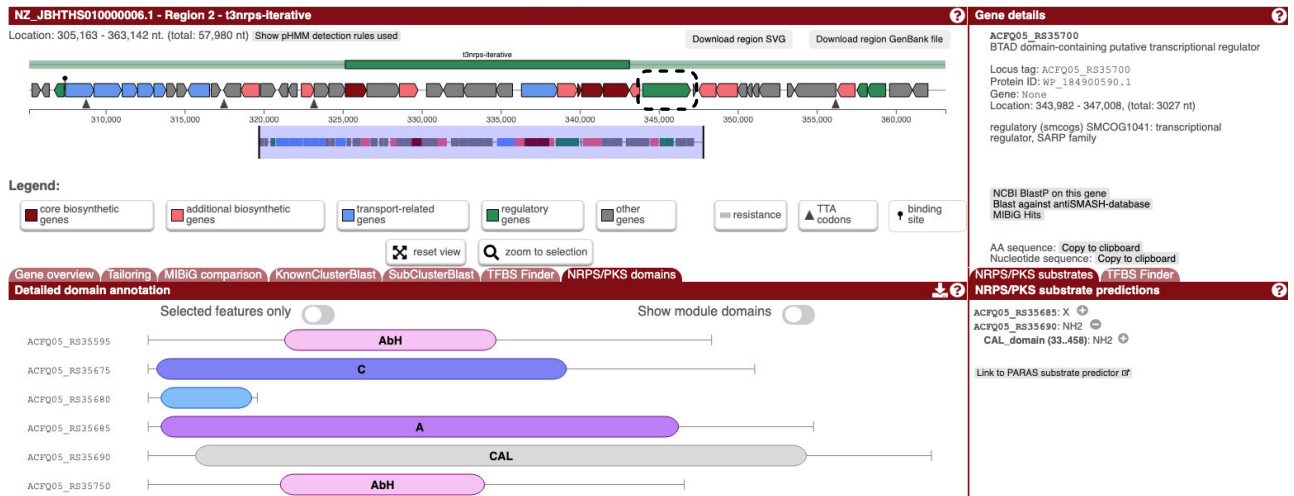 NZ_JBHTHS010000006.1 - Region 2 - t3nrps-iterative
Location: 305,163 - 363,142 nt. (total: 57,980 nt) Show pHMM detection rules used
Download region SVG Download region GenBank file
t3nrps-iterative
310,000 315,000 320,000 325,000 330,000 335,000 340,000 345,000 350,000 355,000 360,000
Legend:
core biosynthetic genes
additional biosynthetic genes
transport-related genes
regulatory genes
other genes
resistance
TTA codons
binding site
reset view
zoom to selection
Gene overview Tailoring MIBiG comparison KnownClusterBlast SubClusterBlast TFBS Finder NRPS/PKS domains
Detailed domain annotation
Selected features only Show module domains
ACFQ05_RS35595 AbH
ACFQ05_RS35675 C
ACFQ05_RS35680
ACFQ05_RS35685 A
ACFQ05_RS35690 CAL
ACFQ05_RS35750 AbH
Gene details
ACFQ05_RS35700
BTAD domain-containing putative transcriptional regulator
Locus tag: ACFQ05_RS35700
Protein ID: WP_184900590.1
Gene: None
Location: 343,982 - 347,008, (total: 3027 nt)
regulatory (smcogs) SMCOG1041: transcriptional
regulator, SARP family
NCBI BlastP on this gene
Blast against antiSMASH-database
MIBiG Hits
AA sequence: Copy to clipboard
Nucleotide sequence: Copy to clipboard
NRPS/PKS substrates TFBS Finder
NRPS/PKS substrate predictions
ACFQ05_RS35685: X
ACFQ05_RS35690: NH2
CAL_domain (33..458): NH2
Link to PARAS substrate predictor